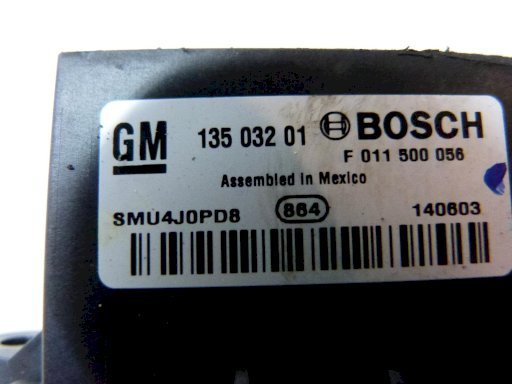 GM 135 032 01 BOSCH
F 011 500 056
Assembled in Mexico
SMU4J0PD8 864 140603